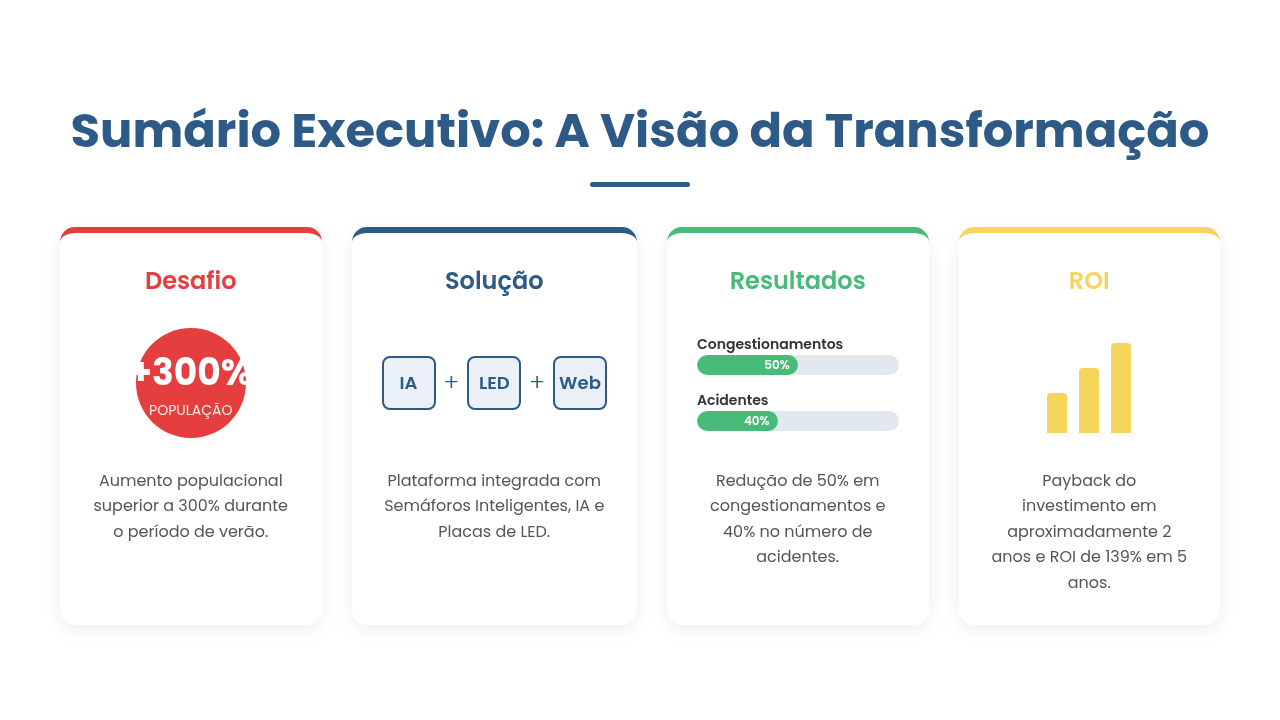 Sumário Executivo: A Visão da Transformação
Desafio
+300%
POPULAÇÃO
Aumento populacional
superior a 300% durante
o período de verão.
Solução
IA + LED + Web
Plataforma integrada com
Semáforos Inteligentes, IA e
Placas de LED.
Resultados
Congestionamentos
50%
Acidentes
40%
Redução de 50% em
congestionamentos e
40% no número de
acidentes.
ROI
Payback do
investimento em
aproximadamente 2
anos e ROI de 139% em 5
anos.